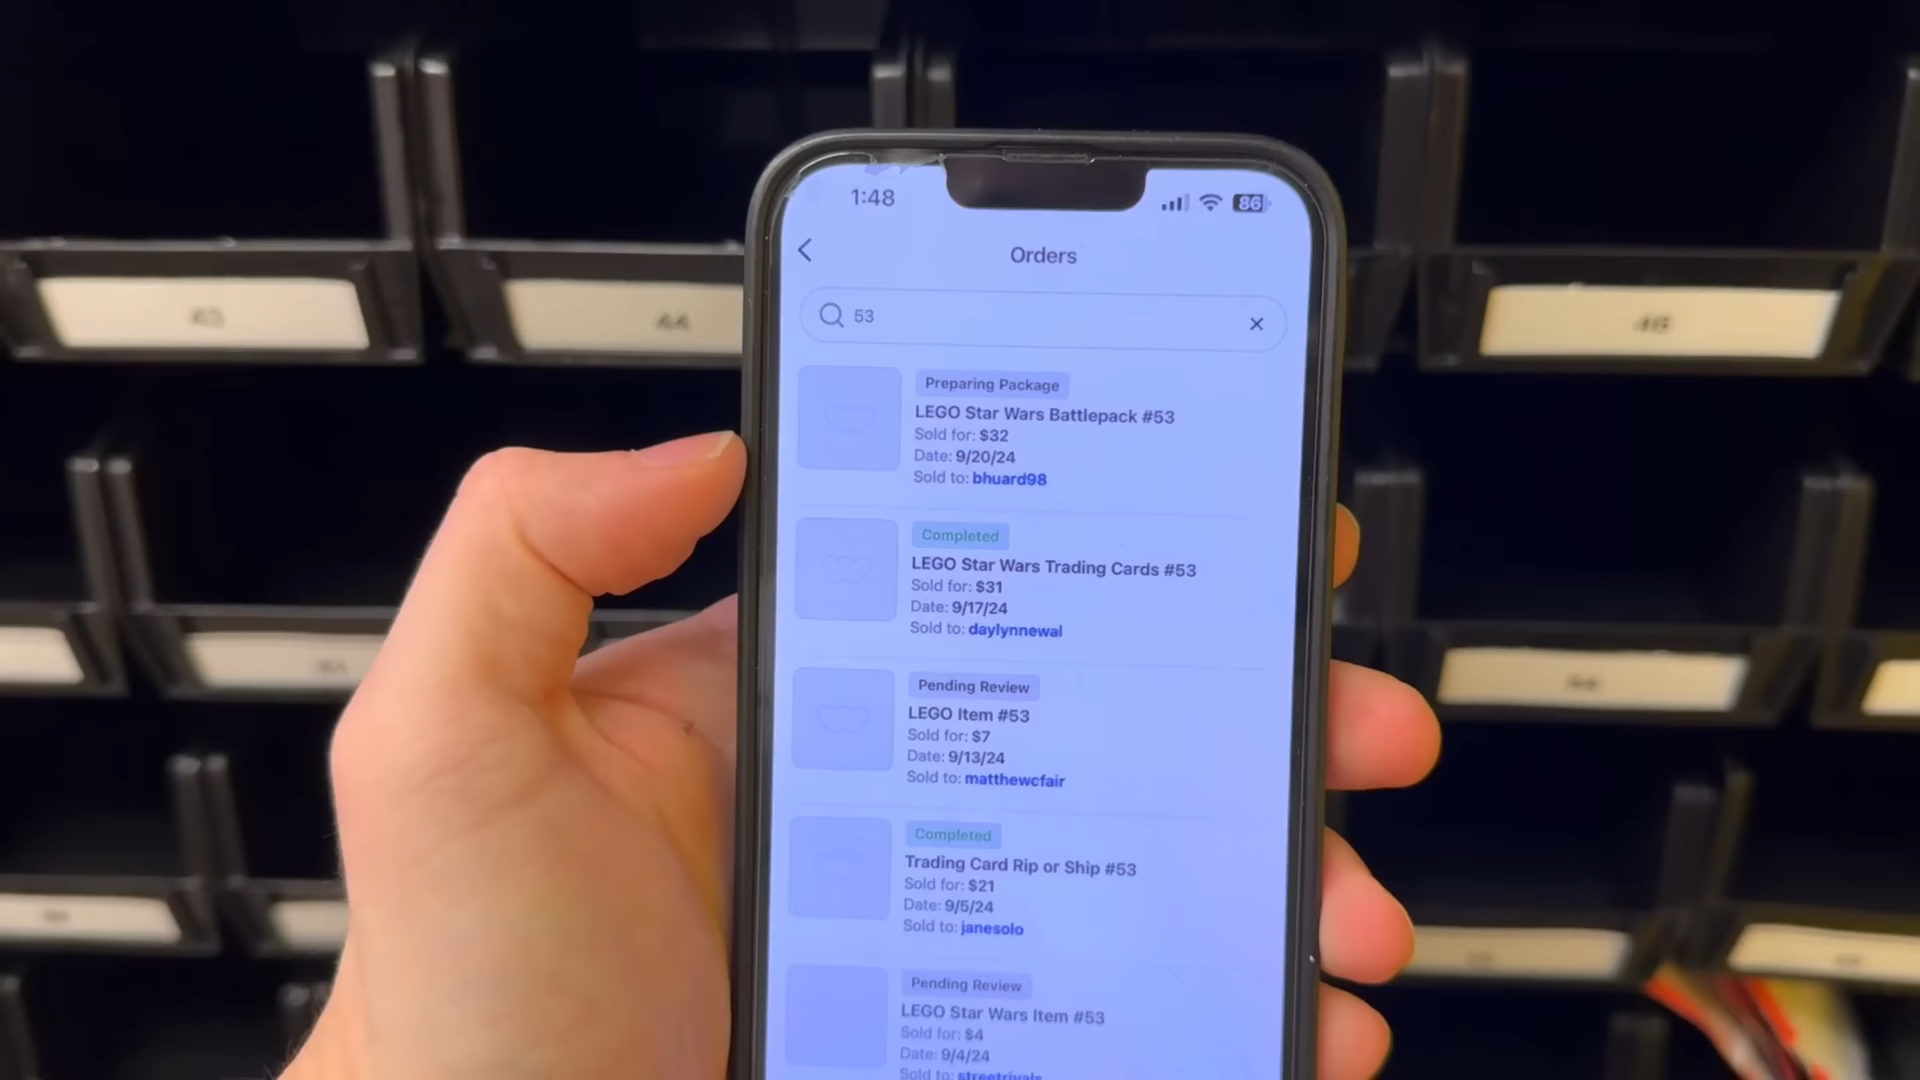 1:48
86
Orders
53
Preparing Package
LEGO Star Wars Battlepack #53
Sold for: $32
Date: 9/20/24
Sold to: bhuard98
Completed
LEGO Star Wars Trading Cards #53
Sold for: $31
Date: 9/17/24
Sold to: daylynnewal
Pending Review
LEGO Item #53
Sold for: $7
Date: 9/13/24
Sold to: matthewcfair
Completed
Trading Card Rip or Ship #53
Sold for: $21
Date: 9/5/24
Sold to: janesolo
Pending Review
LEGO Star Wars Item #53
Sold for: $4
Date: 9/4/24
Sold to: streetrivals
43
44
46